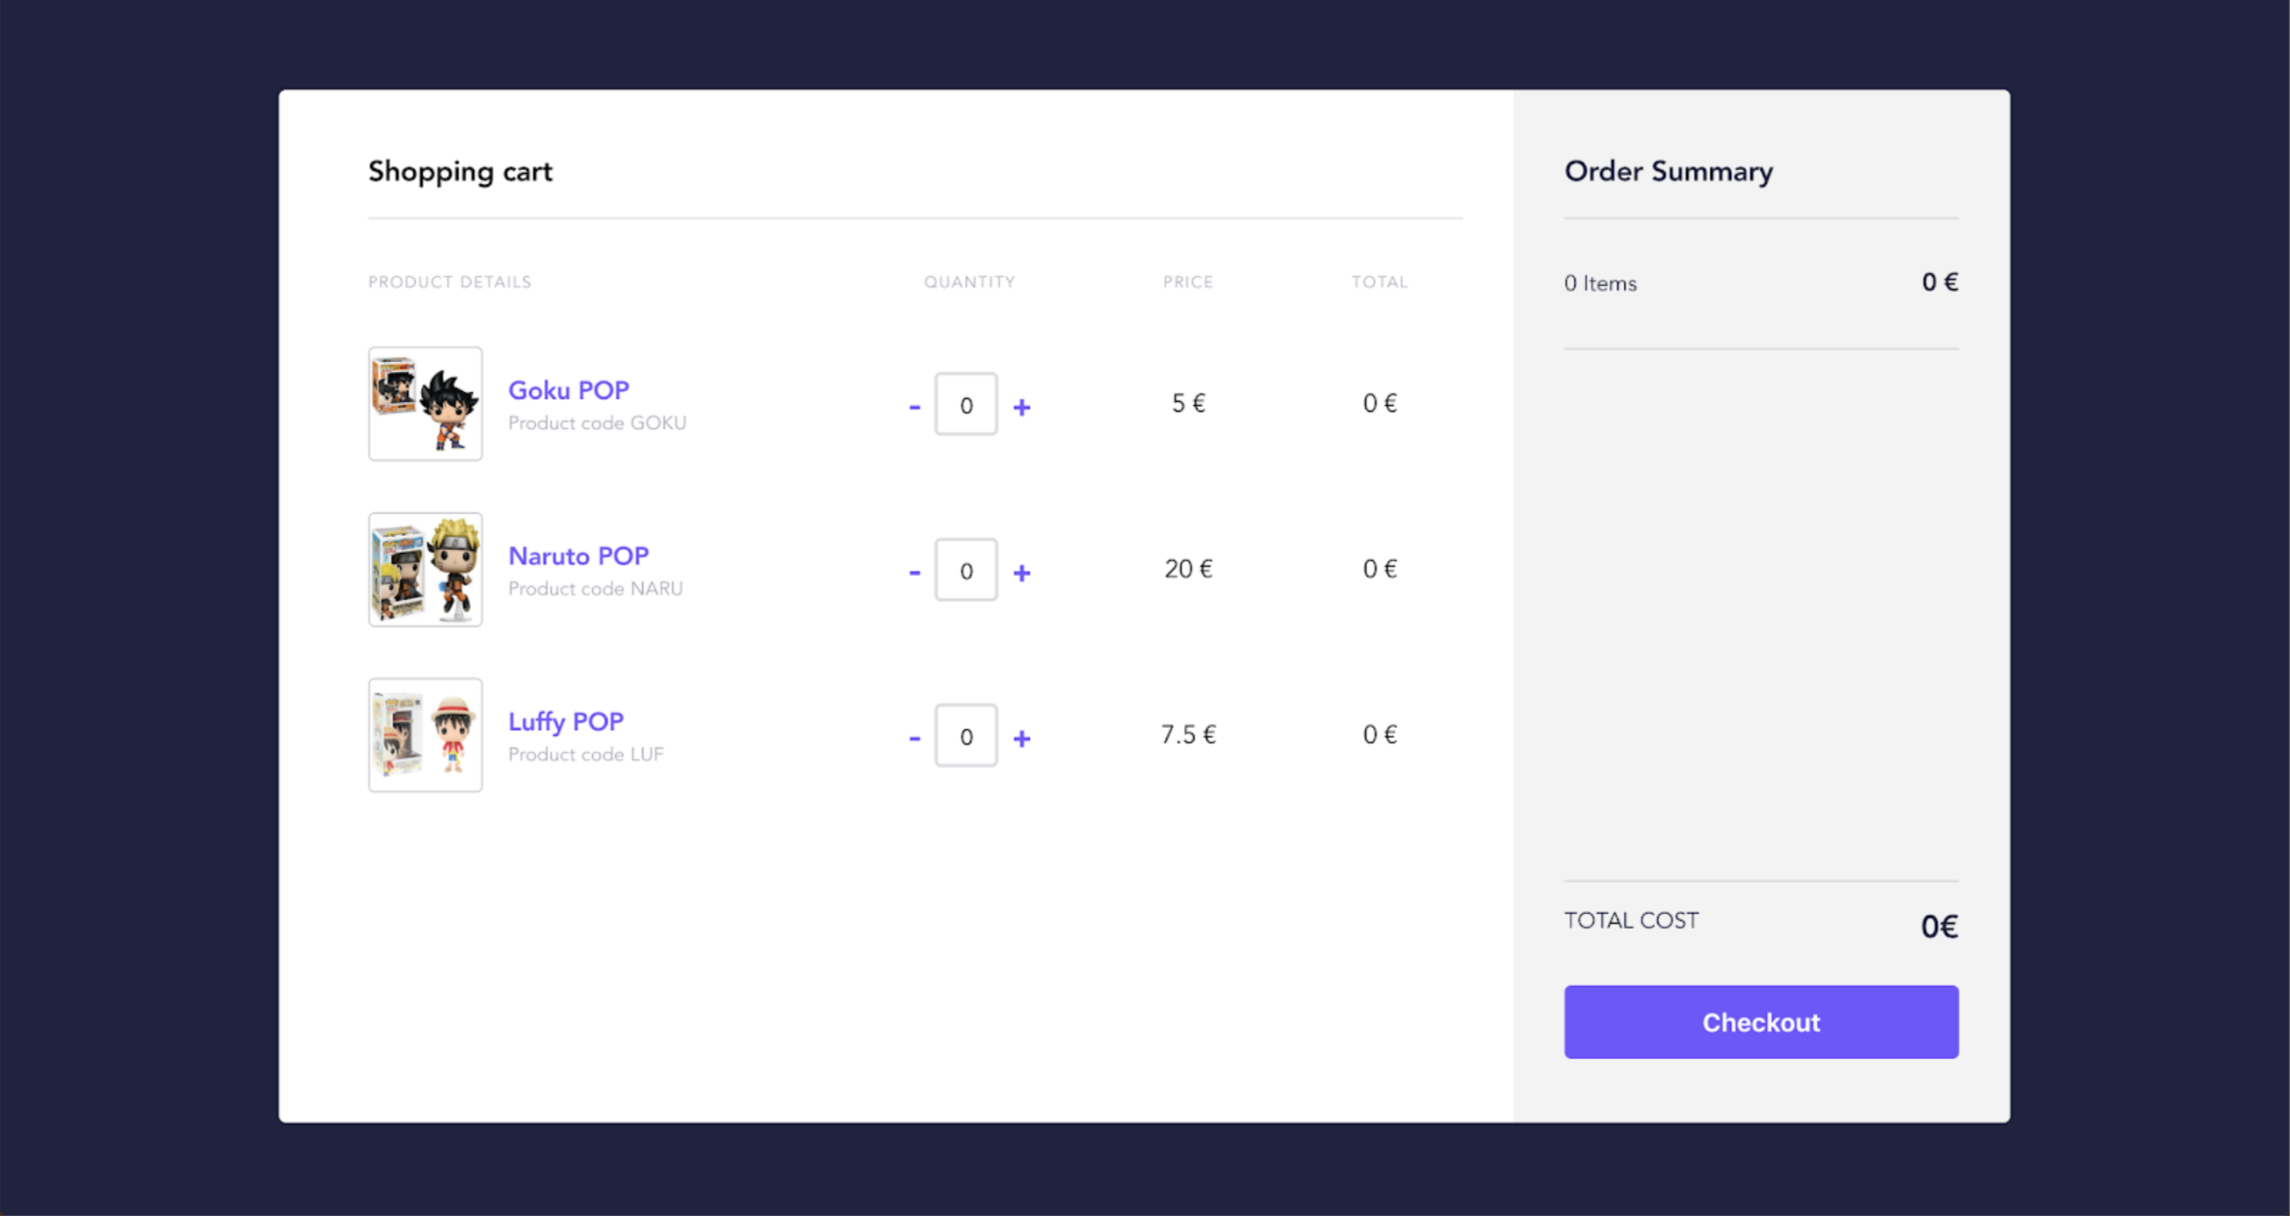 Shopping cart
PRODUCT DETAILS QUANTITY PRICE TOTAL
Goku POP
Product code GOKU
- 0 + 5 € 0 €
Naruto POP
Product code NARU
- 0 + 20 € 0 €
Luffy POP
Product code LUF
- 0 + 7.5 € 0 €
Order Summary
0 Items 0 €
TOTAL COST 0€
Checkout